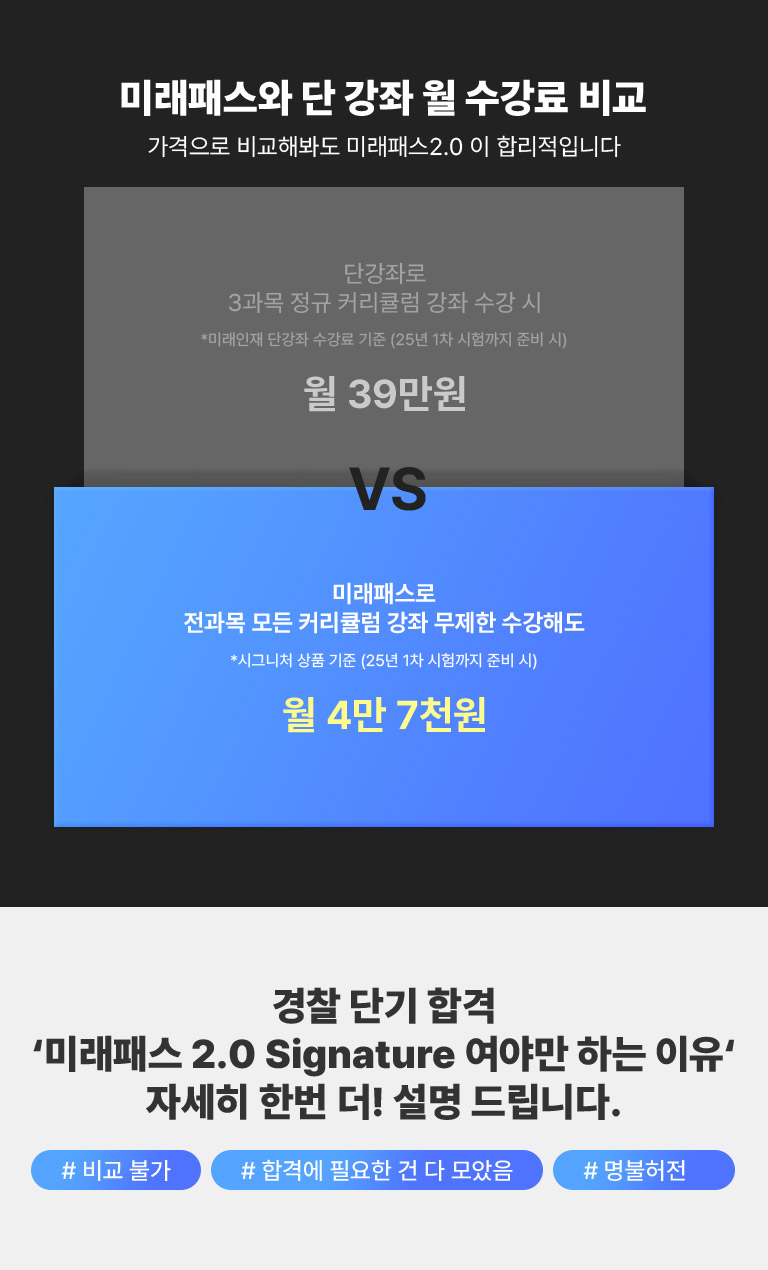 미래패스와 단 강좌 월 수강료 비교
가격으로 비교해봐도 미래패스2.0 이 합리적입니다
단강좌로
3과목 정규 커리큘럼 강좌 수강 시
*미래인재 단강좌 수강료 기준 (25년 1차 시험까지 준비 시)
월 39만원
VS
미래패스로
전과목 모든 커리큘럼 강좌 무제한 수강해도
*시그니처 상품 기준 (25년 1차 시험까지 준비 시)
월 4만 7천원
경찰 단기 합격
‘미래패스 2.0 Signature 여야만 하는 이유‘
자세히 한번 더! 설명 드립니다.
# 비교 불가 # 합격에 필요한 건 다 모았음 # 명불허전